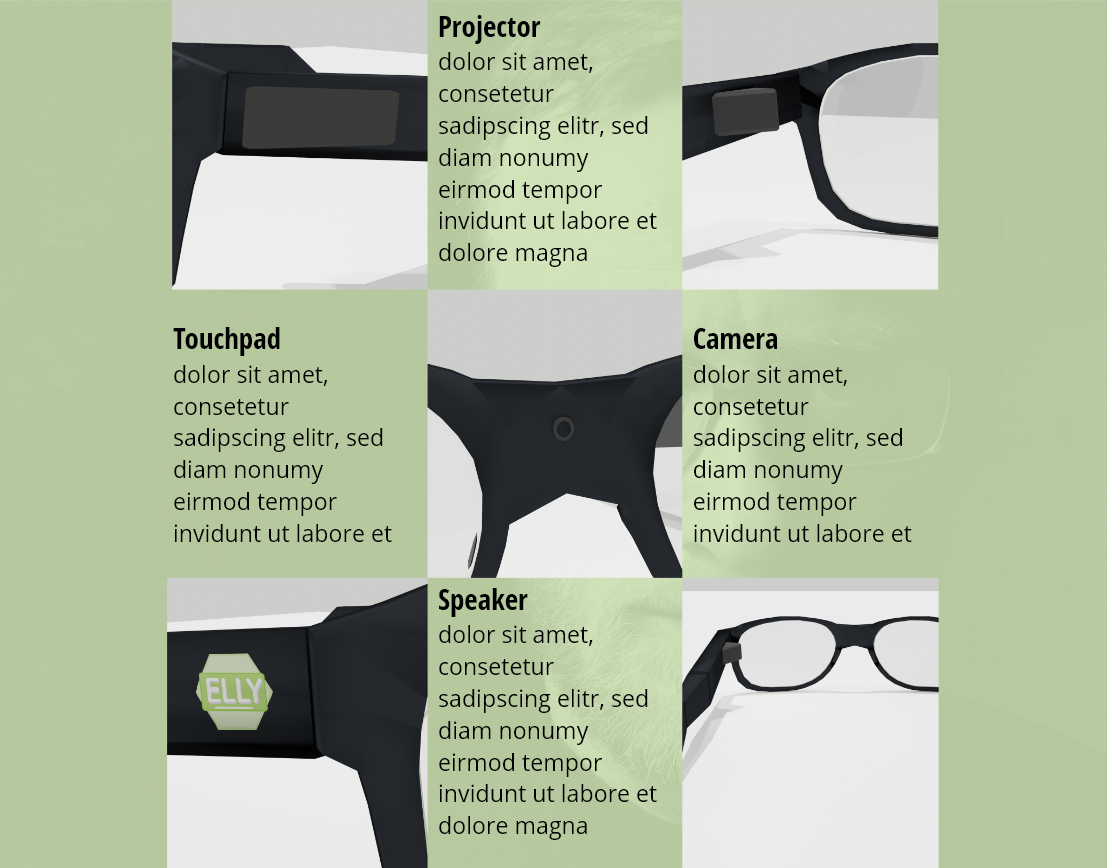 Projector
dolor sit amet,
consetetur
sadipscing elitr, sed
diam nonumy
eirmod tempor
invidunt ut labore et
dolore magna
Touchpad
dolor sit amet,
consetetur
sadipscing elitr, sed
diam nonumy
eirmod tempor
invidunt ut labore et
Camera
dolor sit amet,
consetetur
sadipscing elitr, sed
diam nonumy
eirmod tempor
invidunt ut labore et
ELLY
Speaker
dolor sit amet,
consetetur
sadipscing elitr, sed
diam nonumy
eirmod tempor
invidunt ut labore et
dolore magna